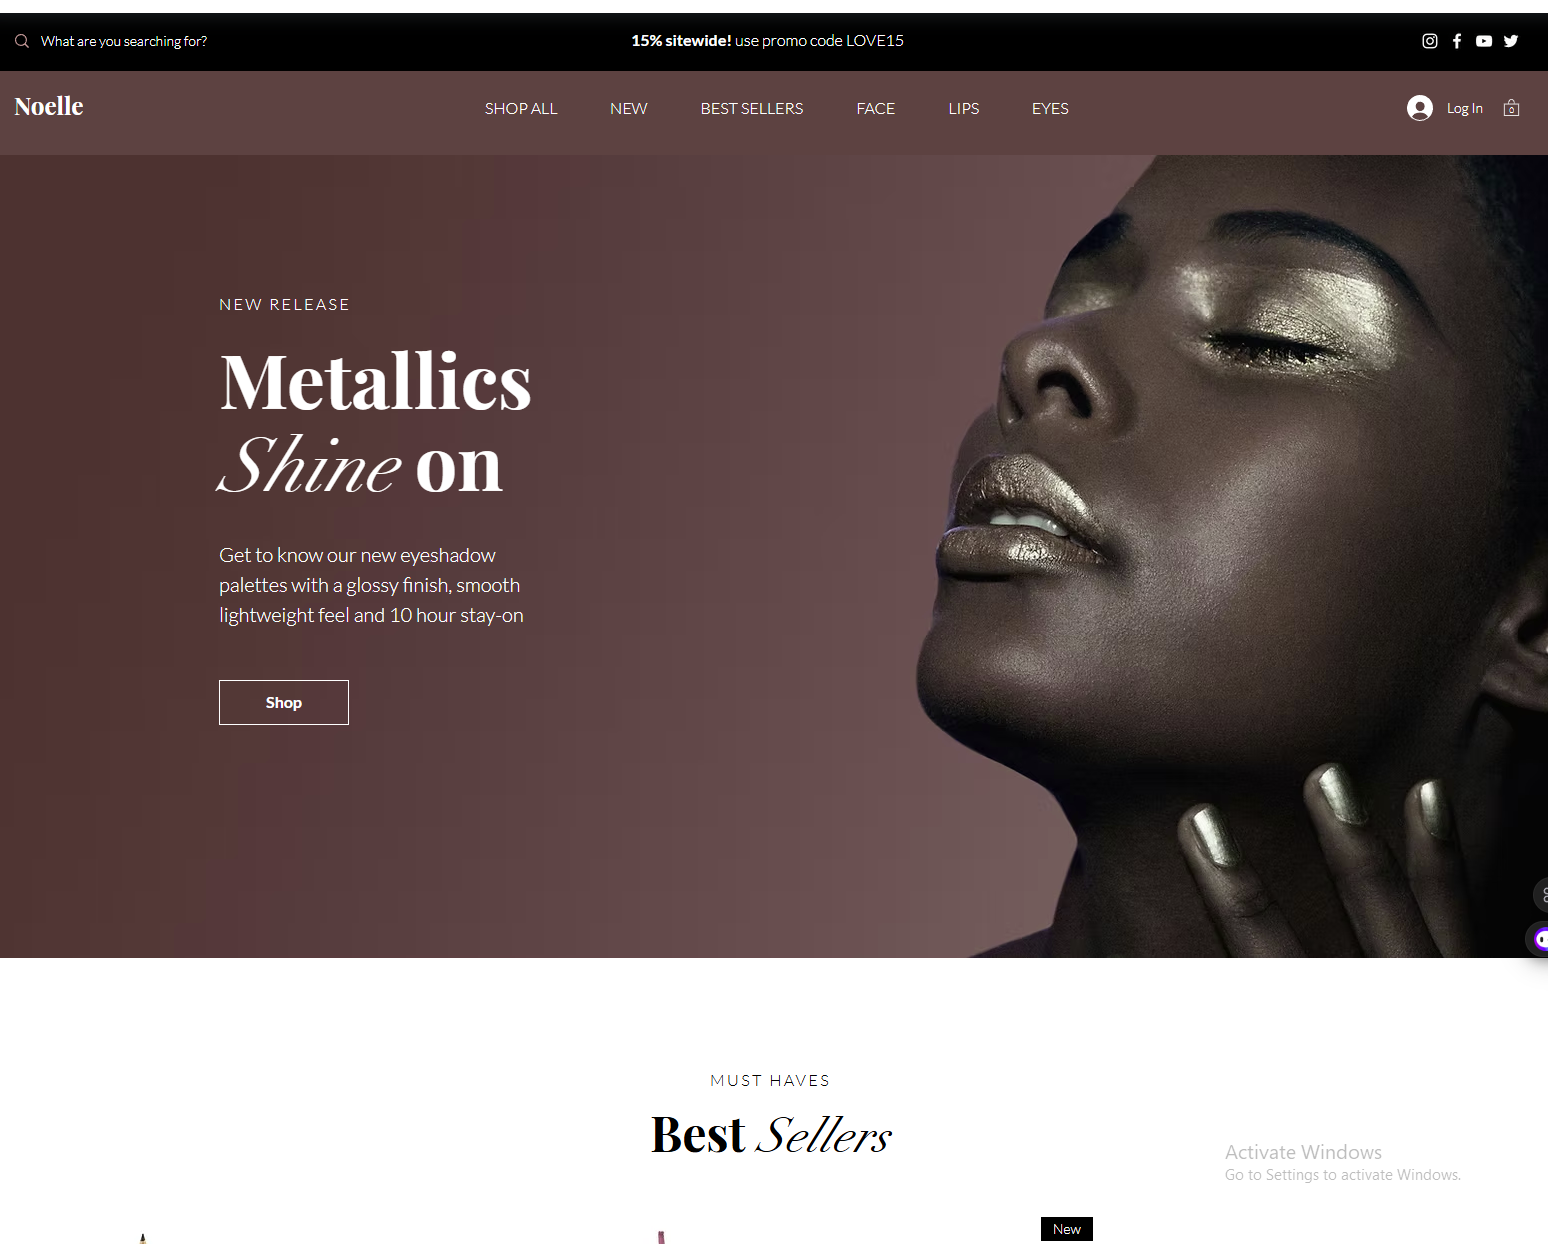 What are you searching for?
15% sitewide! use promo code LOVE15
Noelle
SHOP ALL
NEW
BEST SELLERS
FACE
LIPS
EYES
Log In
0
NEW RELEASE
Metallics
Shine on
Get to know our new eyeshadow
palettes with a glossy finish, smooth
lightweight feel and 10 hour stay-on
Shop
MUST HAVES
Best Sellers
Activate Windows
Go to Settings to activate Windows.
New